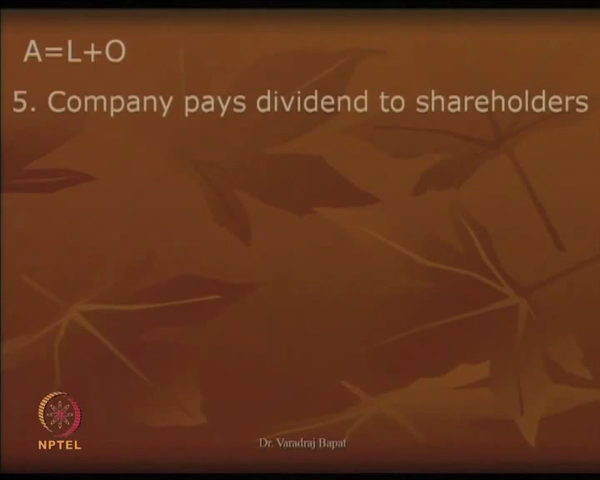 A=L+O
5. Company pays dividend to shareholders
NPTEL
Dr. Varadraj Bapat